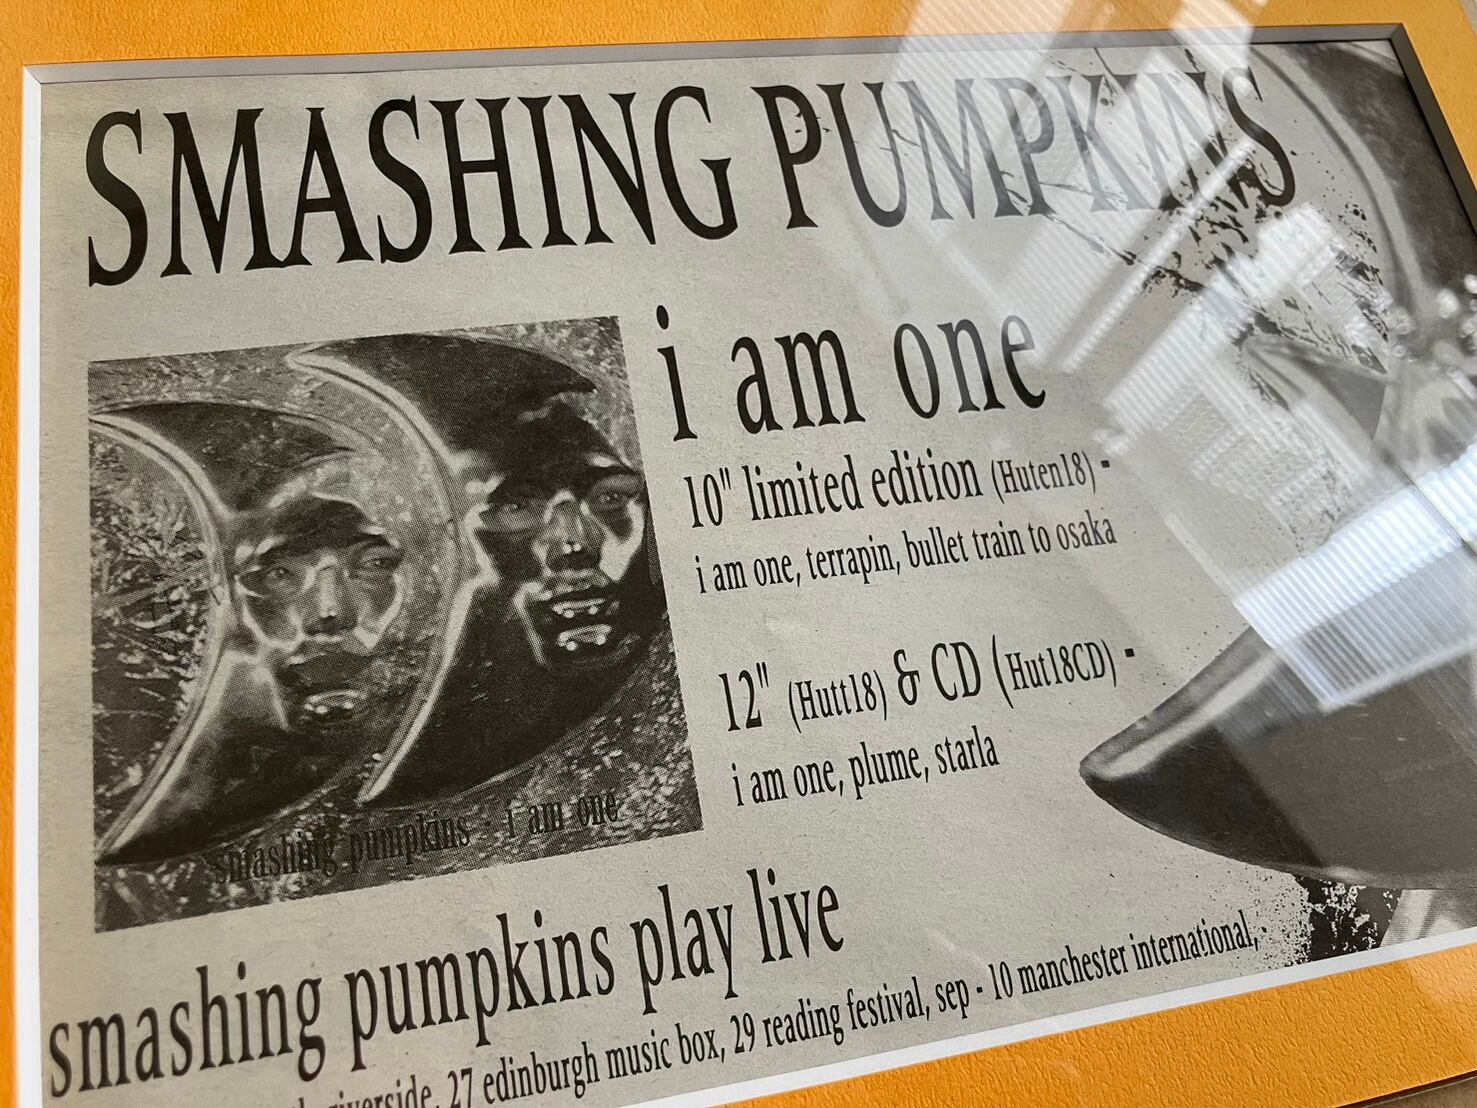 SMASHING PUMPKINS
i am one
10" limited edition (Huten18) -
i am one, terrapin, bullet train to osaka
12" (Hutt18) & CD (Hut18CD) -
i am one, plume, starla
smashing pumpkins - i am one
smashing pumpkins play live
riverside, 27 edinburgh music box, 29 reading festival, sep - 10 manchester international,